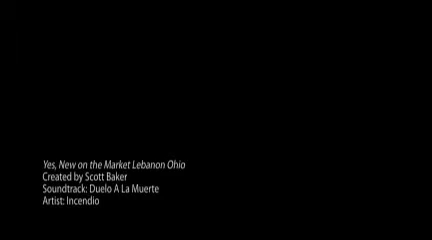 Yes, New on the Market Lebanon Ohio
Created by Scott Baker
Soundtrack: Duelo A La Muerte
Artist: Incendio